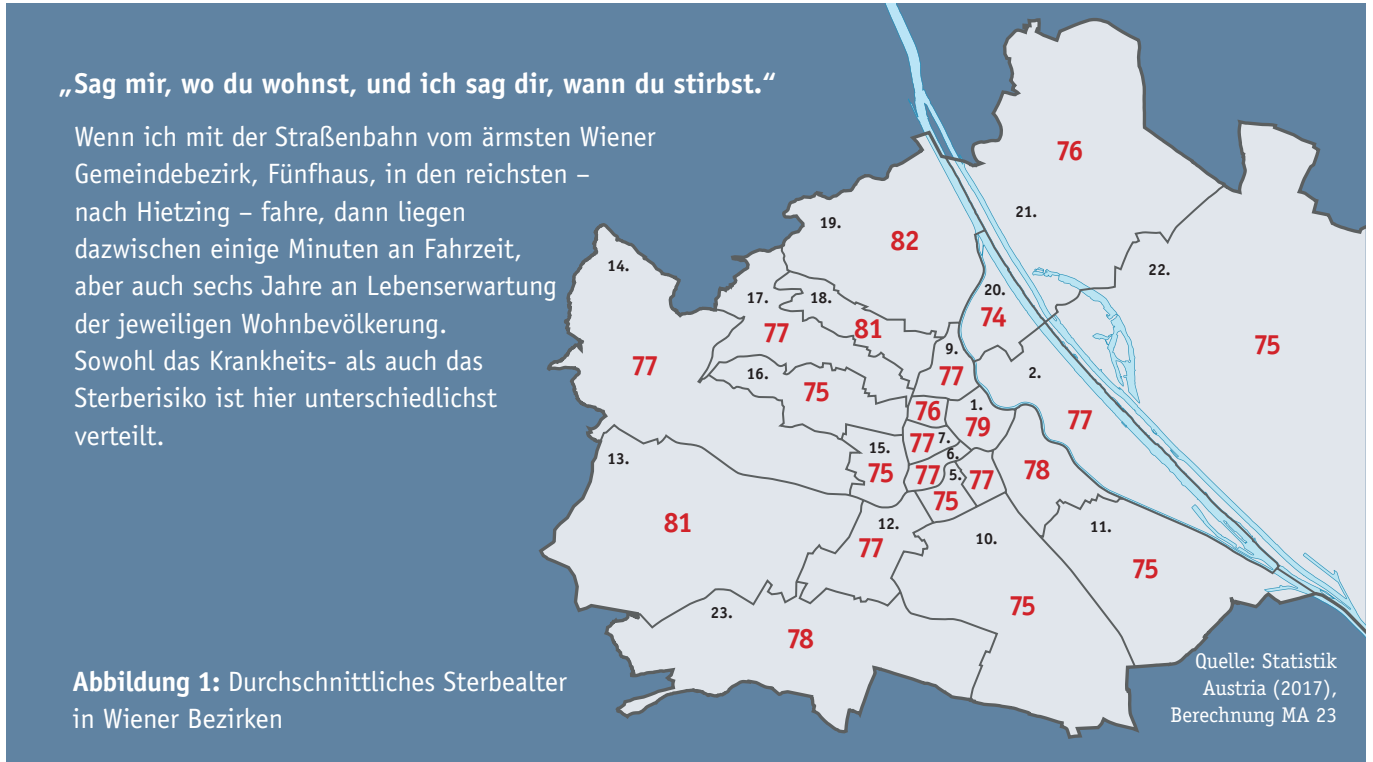 „Sag mir, wo du wohnst, und ich sag dir, wann du stirbst.“
Wenn ich mit der Straßenbahn vom ärmsten Wiener
Gemeindebezirk, Fünfhaus, in den reichsten –
nach Hietzing – fahre, dann liegen
dazwischen einige Minuten an Fahrzeit,
aber auch sechs Jahre an Lebenserwartung
der jeweiligen Wohnbevölkerung.
Sowohl das Krankheits- als auch das
Sterberisiko ist hier unterschiedlichst
verteilt.
76
21.
19.
82
22.
14.
17.
18.
20.
74
81
77
75
9.
77
77
16.
75
2.
77
76
1.
79
7.
77
15.
75
6.
77
5.
75
77
78
13.
81
12.
77
10.
75
11.
75
23.
78
Abbildung 1: Durchschnittliches Sterbealter
in Wiener Bezirken
Quelle: Statistik
Austria (2017),
Berechnung MA 23